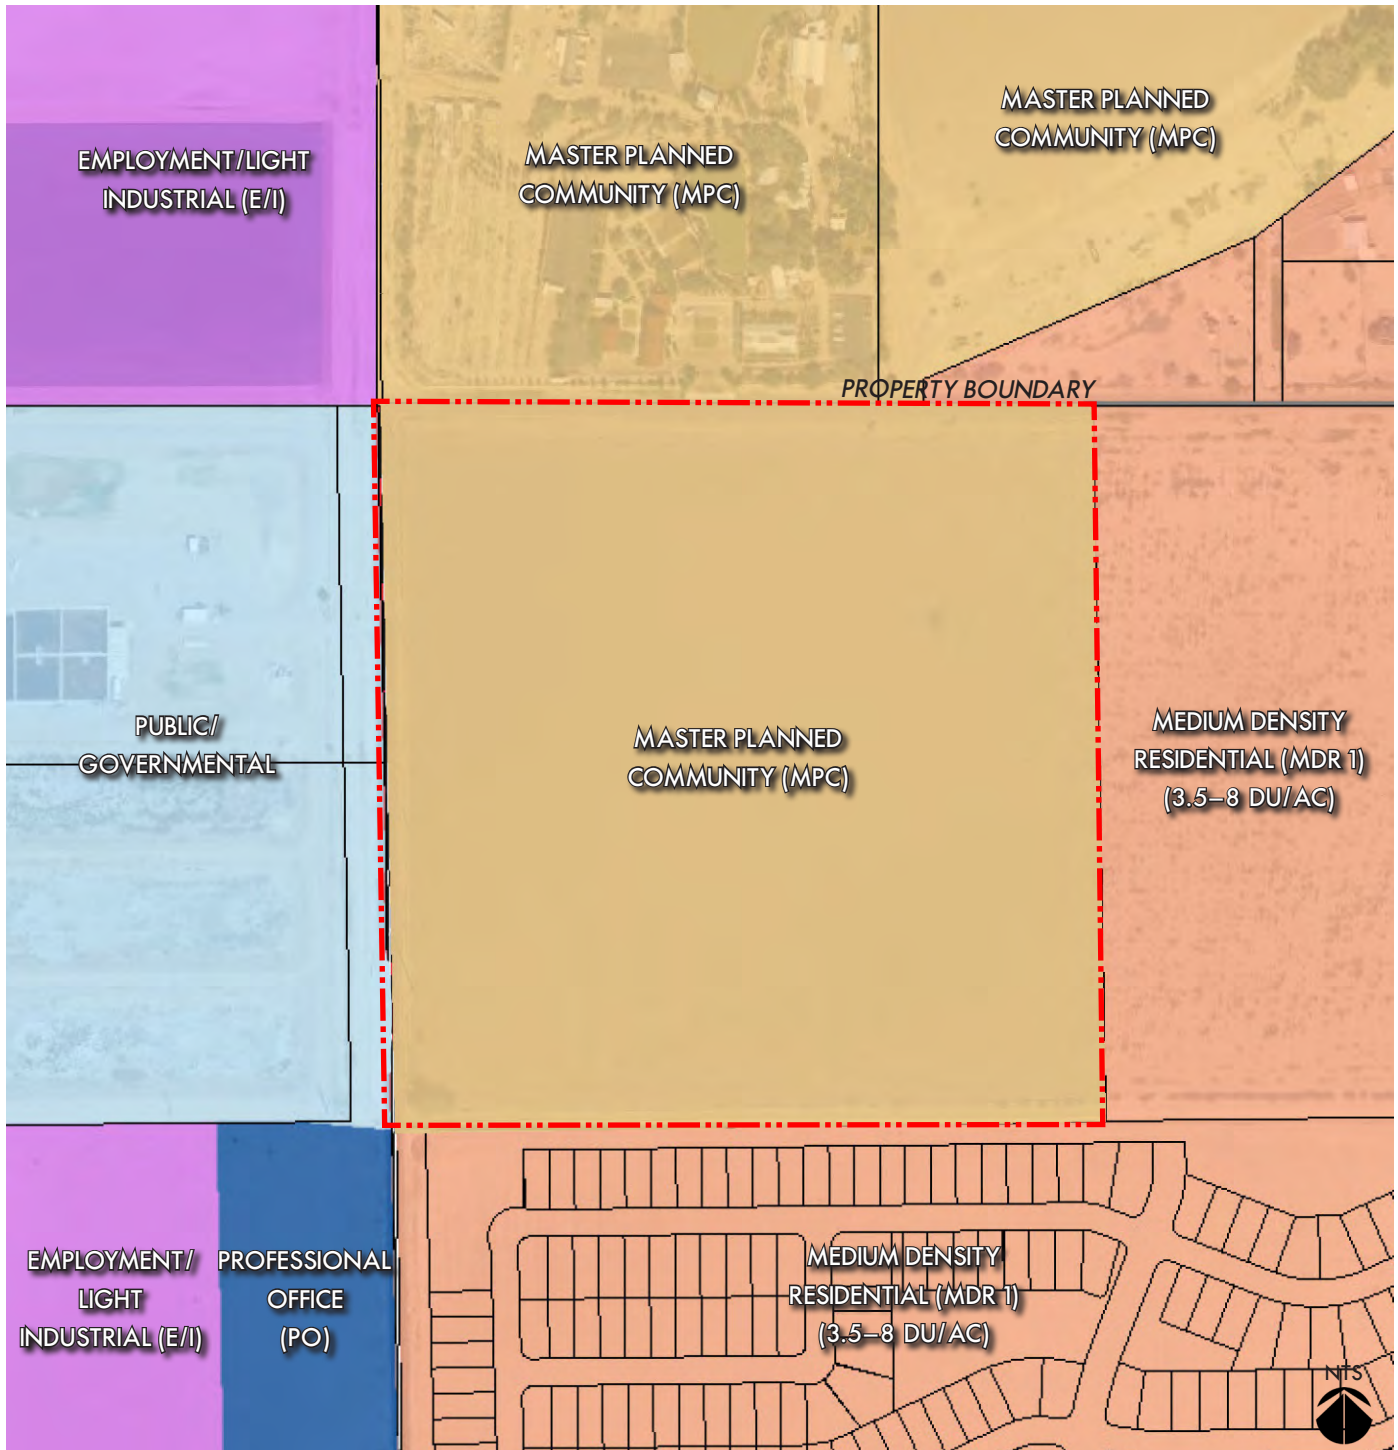 MASTER PLANNED
COMMUNITY (MPC)
EMPLOYMENT/LIGHT
INDUSTRIAL (E/I)
MASTER PLANNED
COMMUNITY (MPC)
PROPERTY BOUNDARY
PUBLIC/
GOVERNMENTAL
MASTER PLANNED
COMMUNITY (MPC)
MEDIUM DENSITY
RESIDENTIAL (MDR 1)
(3.5–8 DU/AC)
EMPLOYMENT/
LIGHT
INDUSTRIAL (E/I)
PROFESSIONAL
OFFICE
(PO)
MEDIUM DENSITY
RESIDENTIAL (MDR 1)
(3.5–8 DU/AC)
NTS